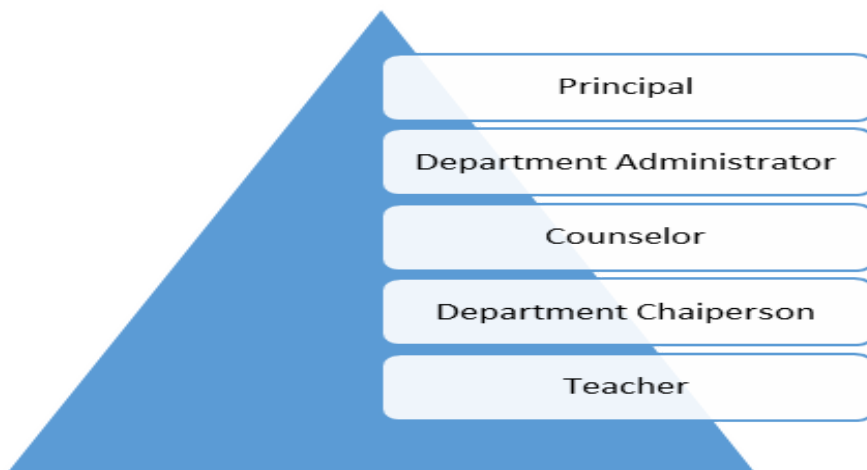 Principal
Department Administrator
Counselor
Department Chaiperson
Teacher